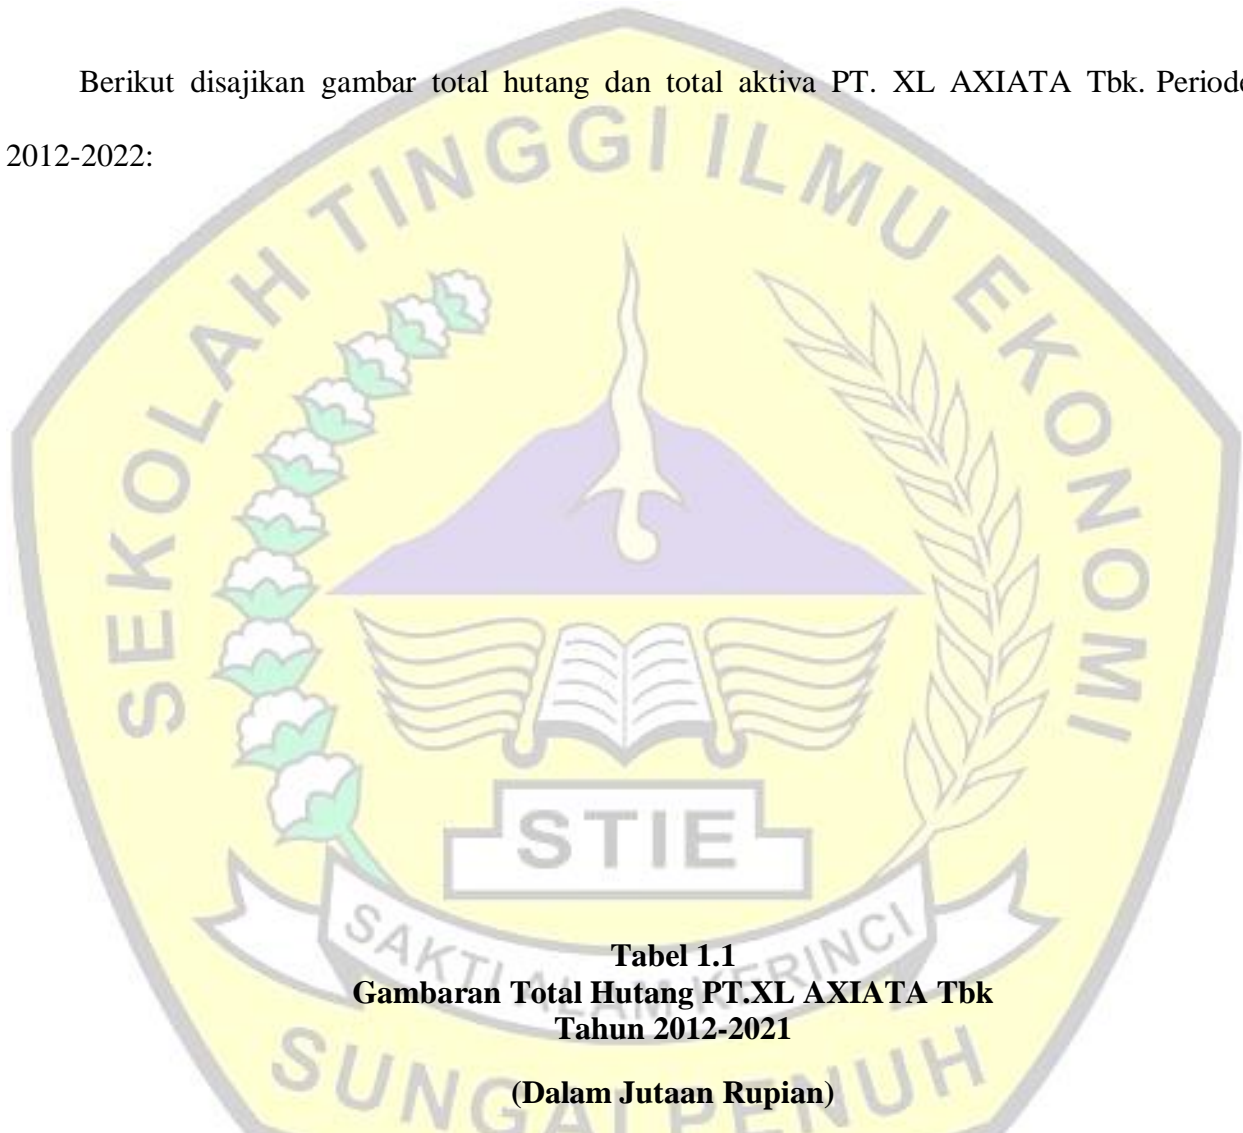 Berikut disajikan gambar total hutang dan total aktiva PT. XL AXIATA Tbk. Periode
2012-2022:
SEKOLAH TINGGI ILMU EKONOMI
STIE
SAKTI ALAM KERINCI
SUNGAI PENUH
Tabel 1.1
Gambaran Total Hutang PT.XL AXIATA Tbk
Tahun 2012-2021
(Dalam Jutaan Rupian)